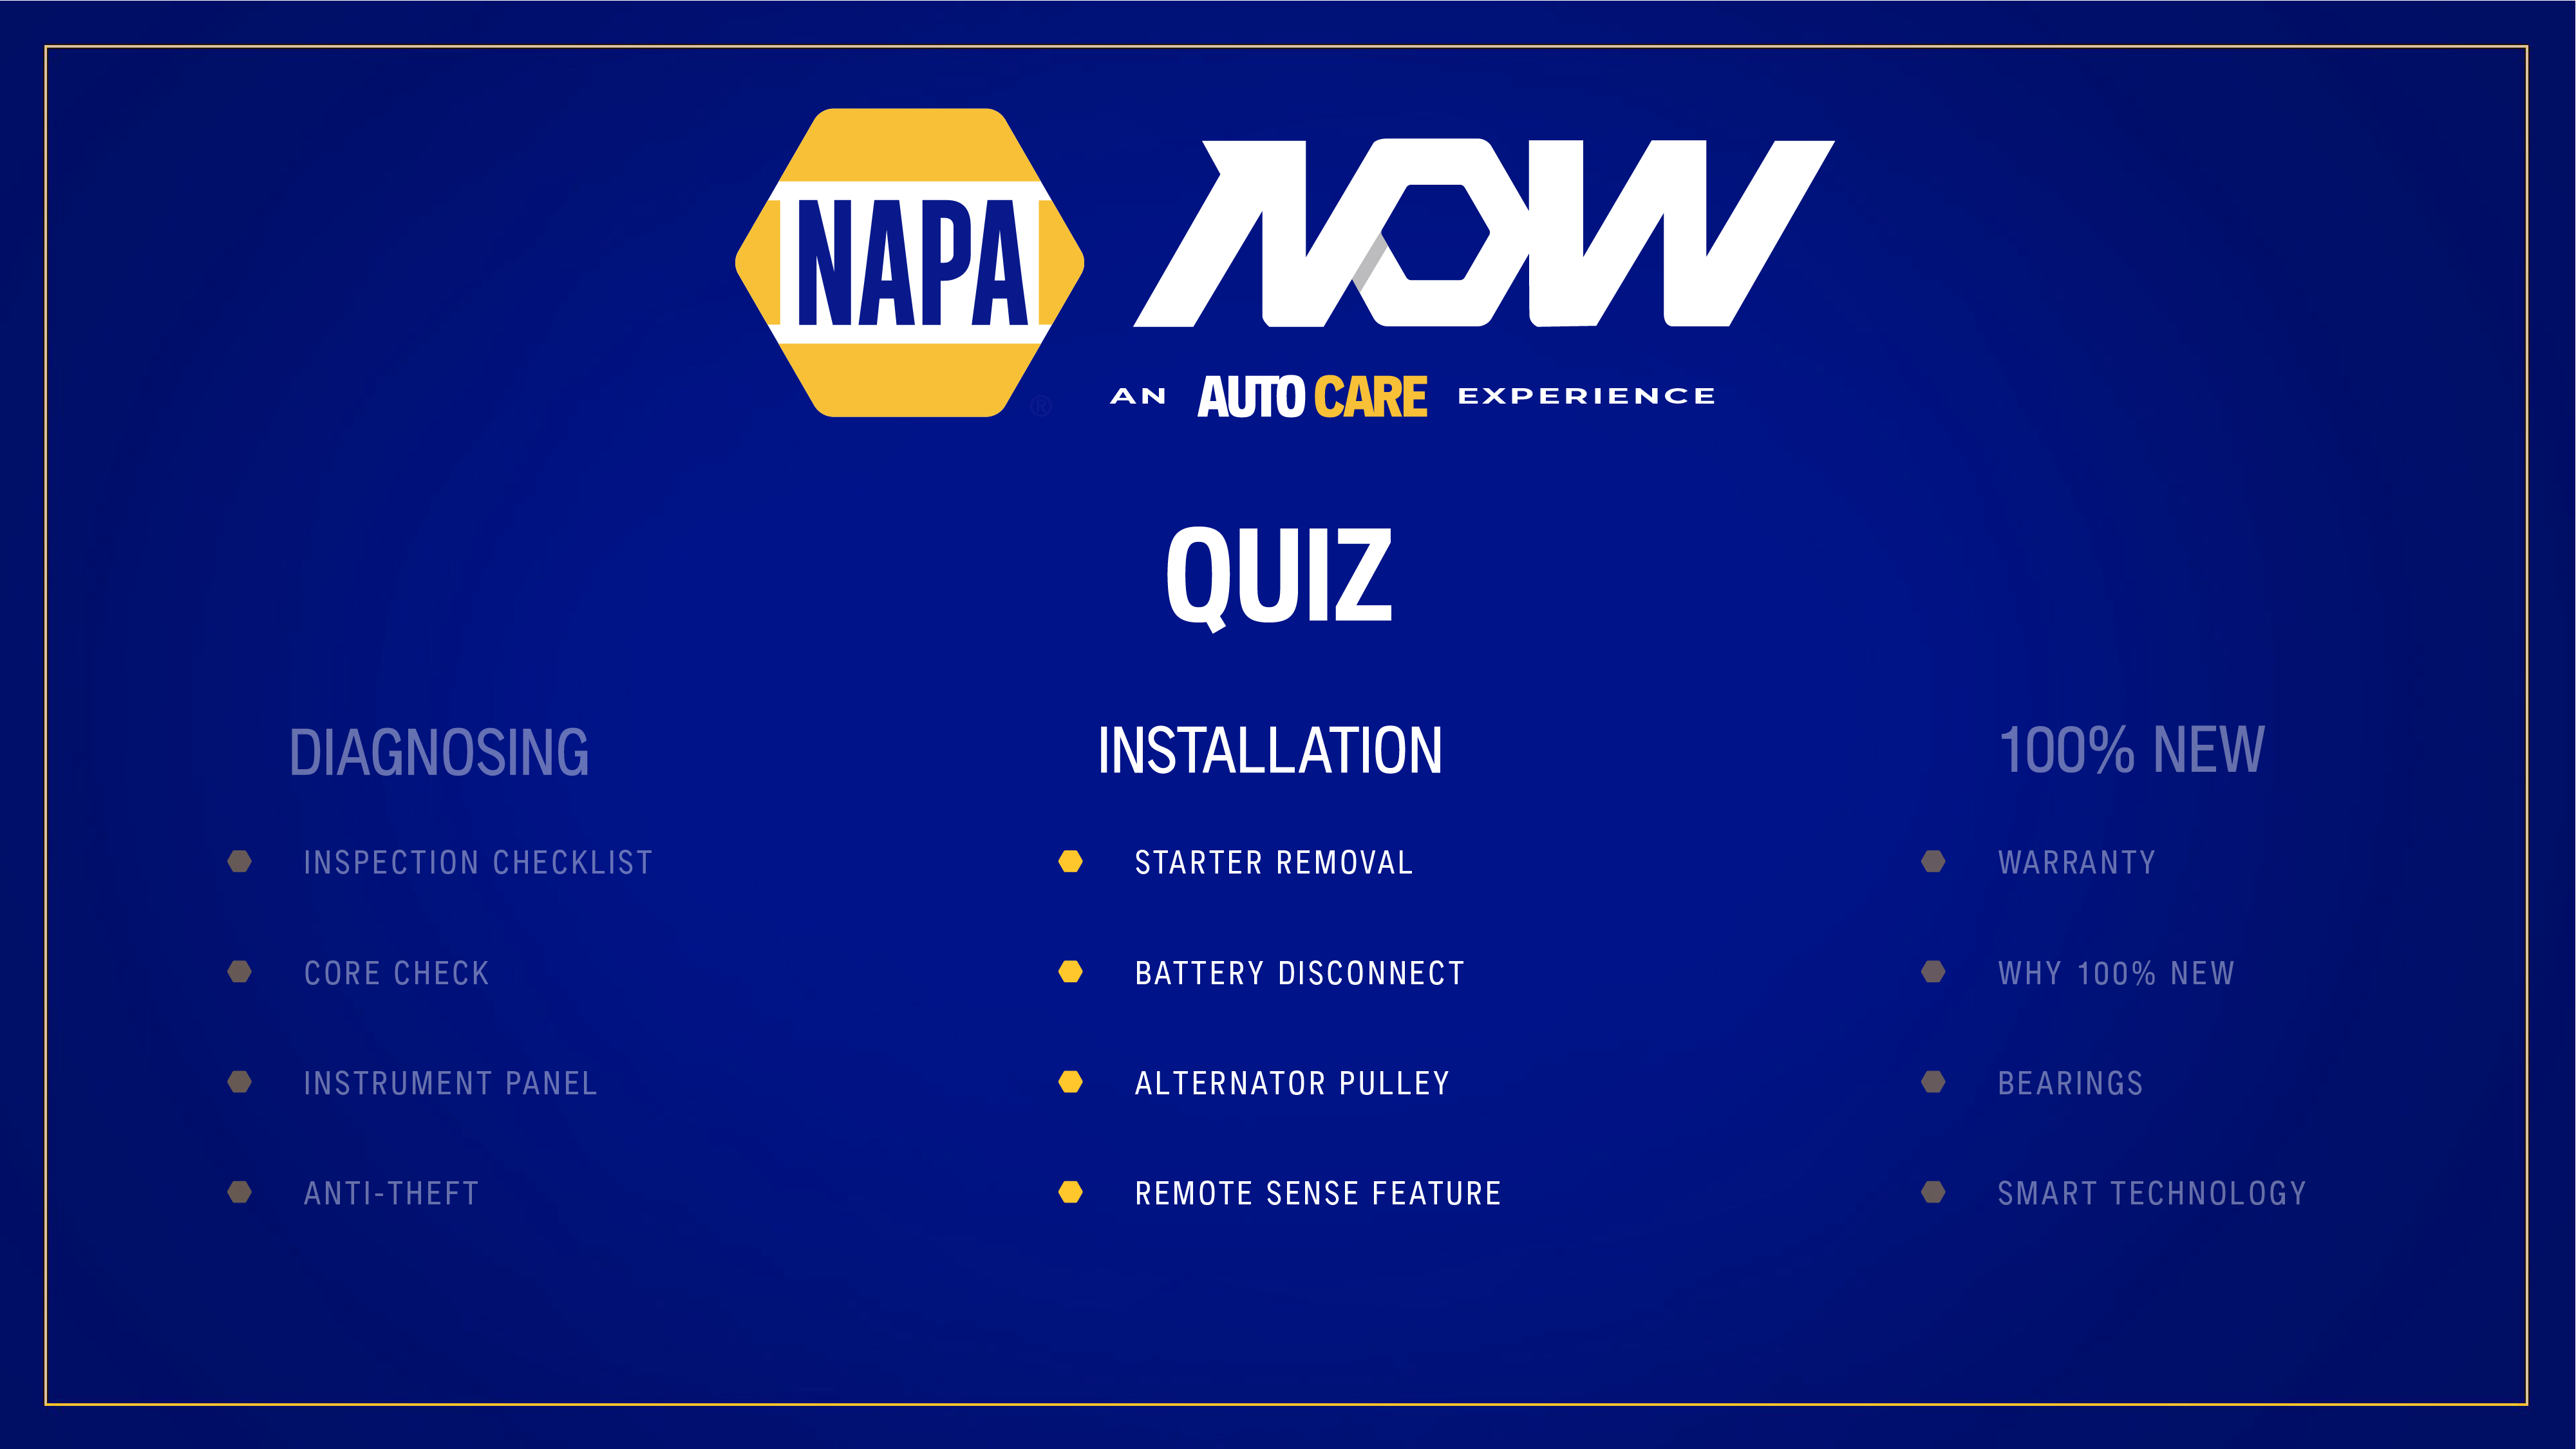 NAPA NOW
®
AN AUTO CARE EXPERIENCE
QUIZ
DIAGNOSING
INSPECTION CHECKLIST
CORE CHECK
INSTRUMENT PANEL
ANTI-THEFT
INSTALLATION
STARTER REMOVAL
BATTERY DISCONNECT
ALTERNATOR PULLEY
REMOTE SENSE FEATURE
100% NEW
WARRANTY
WHY 100% NEW
BEARINGS
SMART TECHNOLOGY